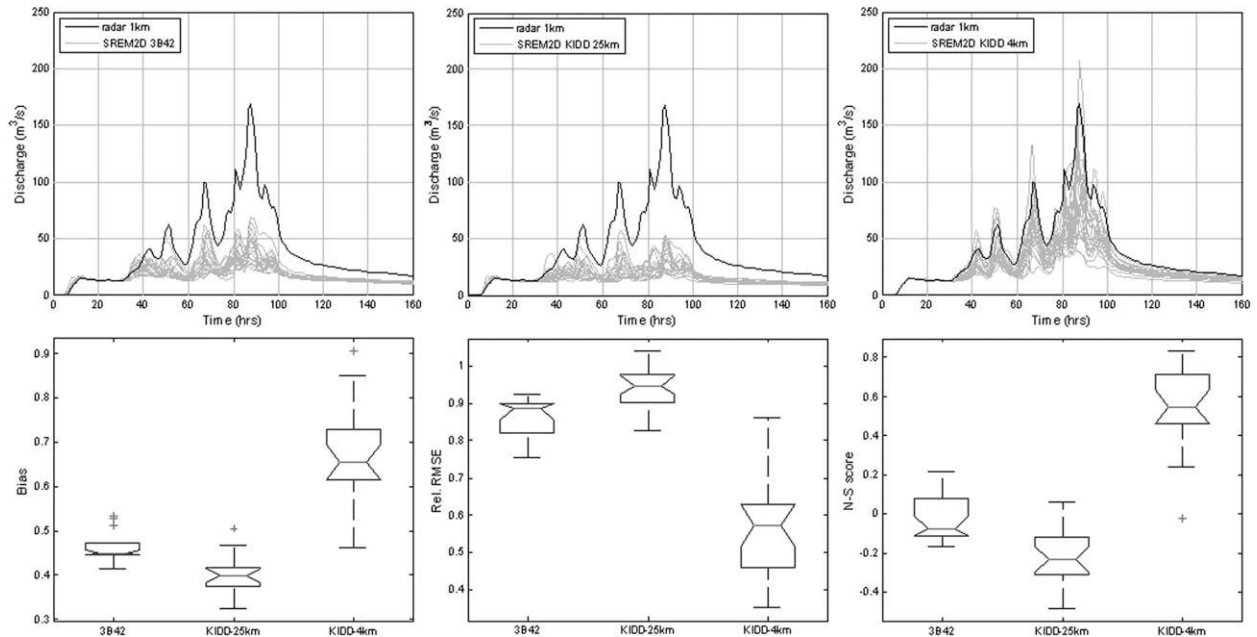 250
200
150
100
50
0
Discharge (m³/s)
radar 1km
SREM2D 3B42
0 20 40 60 80 100 120 140 160
Time (hrs)
250
200
150
100
50
0
Discharge (m³/s)
radar 1km
SREM2D KIDD 25km
0 20 40 60 80 100 120 140 160
Time (hrs)
250
200
150
100
50
0
Discharge (m³/s)
radar 1km
SREM2D KIDD 4km
0 20 40 60 80 100 120 140 160
Time (hrs)
0.9
0.8
0.7
0.6
0.5
0.4
0.3
Bias
3B42 KIDD-25km KIDD-4km
1
0.9
0.8
0.7
0.6
0.5
0.4
Rel. RMSE
3B42 KIDD-25km KIDD-4km
0.8
0.6
0.4
0.2
0
-0.2
-0.4
N-S score
3B42 KIDD-25km KIDD-4km